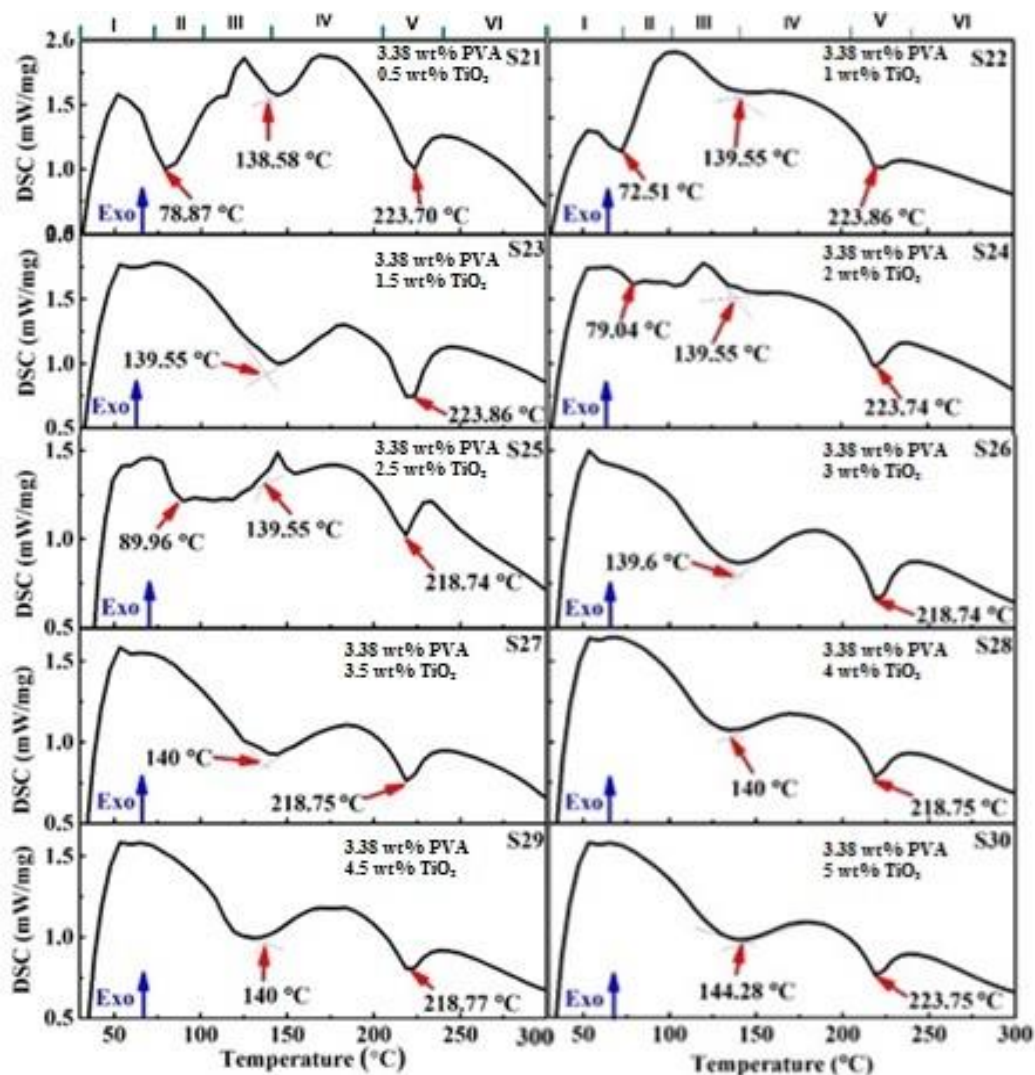 I II III IV V VI I II III IV V VI
DSC (mW/mg)
2.0
1.5
1.0
3.38 wt% PVA
0.5 wt% TiO₂
S21
138.58 °C
78.87 °C
223.70 °C
Exo
3.38 wt% PVA
1 wt% TiO₂
S22
139.55 °C
72.51 °C
223.86 °C
Exo
DSC (mW/mg)
1.5
1.0
0.5
3.38 wt% PVA
1.5 wt% TiO₂
S23
139.55 °C
223.86 °C
Exo
3.38 wt% PVA
2 wt% TiO₂
S24
79.04 °C
139.55 °C
223.74 °C
Exo
DSC (mW/mg)
1.5
1.0
0.5
3.38 wt% PVA
2.5 wt% TiO₂
S25
89.96 °C
139.55 °C
218.74 °C
Exo
3.38 wt% PVA
3 wt% TiO₂
S26
139.6 °C
218.74 °C
Exo
DSC (mW/mg)
1.5
1.0
0.5
3.38 wt% PVA
3.5 wt% TiO₂
S27
140 °C
218.75 °C
Exo
3.38 wt% PVA
4 wt% TiO₂
S28
140 °C
218.75 °C
Exo
DSC (mW/mg)
1.5
1.0
0.5
3.38 wt% PVA
4.5 wt% TiO₂
S29
140 °C
218.77 °C
Exo
3.38 wt% PVA
5 wt% TiO₂
S30
144.28 °C
223.75 °C
Exo
50 100 150 200 250 300 50 100 150 200 250 300
Temperature (°C) Temperature (°C)